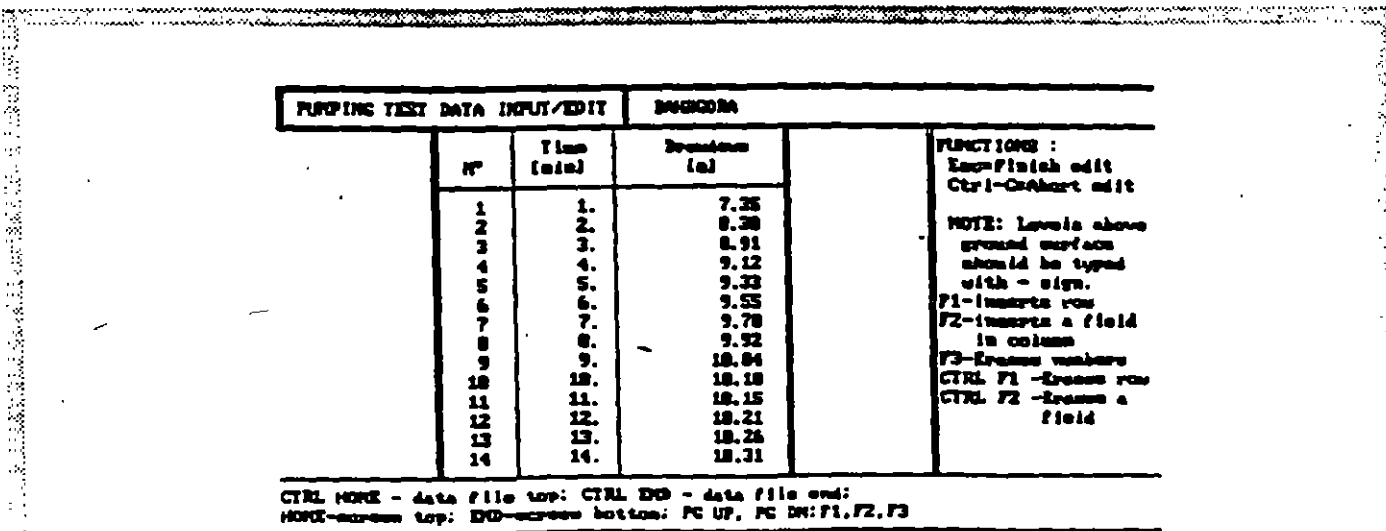 PUMPING TEST DATA INPUT/EDIT
N° Time [min] Drawdown [m]
1 1. 7.35
2 2. 8.30
3 3. 8.91
4 4. 9.12
5 5. 9.33
6 6. 9.55
7 7. 9.78
8 8. 9.92
9 9. 10.04
10 10. 10.10
11 11. 10.15
12 12. 10.21
13 13. 10.26
14 14. 10.31
FUNCTIONS :
Esc=Finish edit
Ctrl-C=Abort edit
NOTE: Levels above
ground surface
should be typed
with - sign.
F1-inserts row
F2-inserts a field
in column
F3-Erases numbers
CTRL F1 -Erases row
CTRL F2 -Erases a
field
CTRL HOME - data file top; CTRL END - data file end;
HOME-screen top; END-screen bottom; PG UP, PG DN;F1,F2,F3